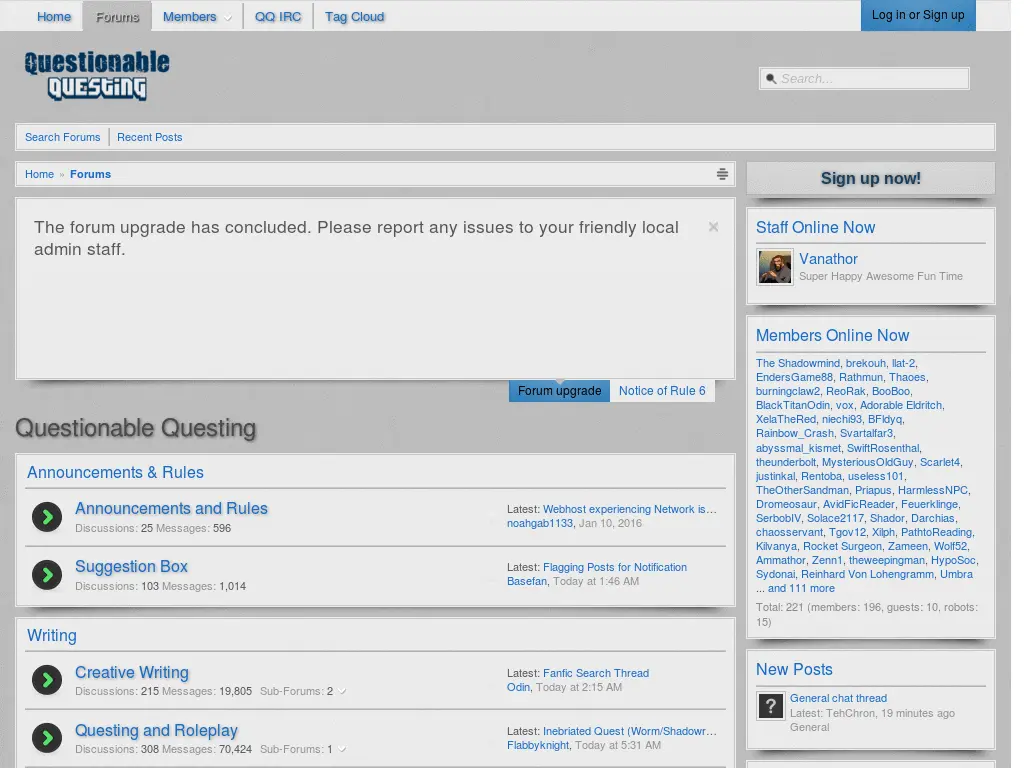 Home Forums Members QQ IRC Tag Cloud Log in or Sign up
Questionable
QUESTING
Search...
Search Forums Recent Posts
Home » Forums
The forum upgrade has concluded. Please report any issues to your friendly local
admin staff.
Forum upgrade Notice of Rule 6
Questionable Questing
Announcements & Rules
Announcements and Rules
Discussions: 25 Messages: 596
Latest: Webhost experiencing Network is...
noahgab1133, Jan 10, 2016
Suggestion Box
Discussions: 103 Messages: 1,014
Latest: Flagging Posts for Notification
Basefan, Today at 1:46 AM
Writing
Creative Writing
Discussions: 215 Messages: 19,805 Sub-Forums: 2
Latest: Fanfic Search Thread
Odin, Today at 2:15 AM
Questing and Roleplay
Discussions: 308 Messages: 70,424 Sub-Forums: 1
Latest: Inebriated Quest (Worm/Shadowr...
Flabbyknight, Today at 5:31 AM
Sign up now!
Staff Online Now
Vanathor
Super Happy Awesome Fun Time
Members Online Now
The Shadowmind, brekouh, llat-2,
EndersGame88, Rathmun, Thaoes,
burningclaw2, ReoRak, BooBoo,
BlackTitanOdin, vox, Adorable Eldritch,
XelaTheRed, niechi93, BFldyq,
Rainbow_Crash, Svartalfar3,
abyssmal_kismet, SwiftRosenthal,
theunderbolt, MysteriousOldGuy, Scarlet4,
justinkal, Rentoba, useless101,
TheOtherSandman, Priapus, HarmlessNPC,
Dromeosaur, AvidFicReader, Feuerklinge,
SerbobIV, Solace2117, Shador, Darchias,
chaosservant, Tgov12, Xilph, PathtoReading,
Kilvanya, Rocket Surgeon, Zameen, Wolf52,
Ammathor, Zenn1, theweepingman, HypoSoc,
Sydonai, Reinhard Von Lohengramm, Umbra
... and 111 more
Total: 221 (members: 196, guests: 10, robots:
15)
New Posts
General chat thread
Latest: TehChron, 19 minutes ago
General